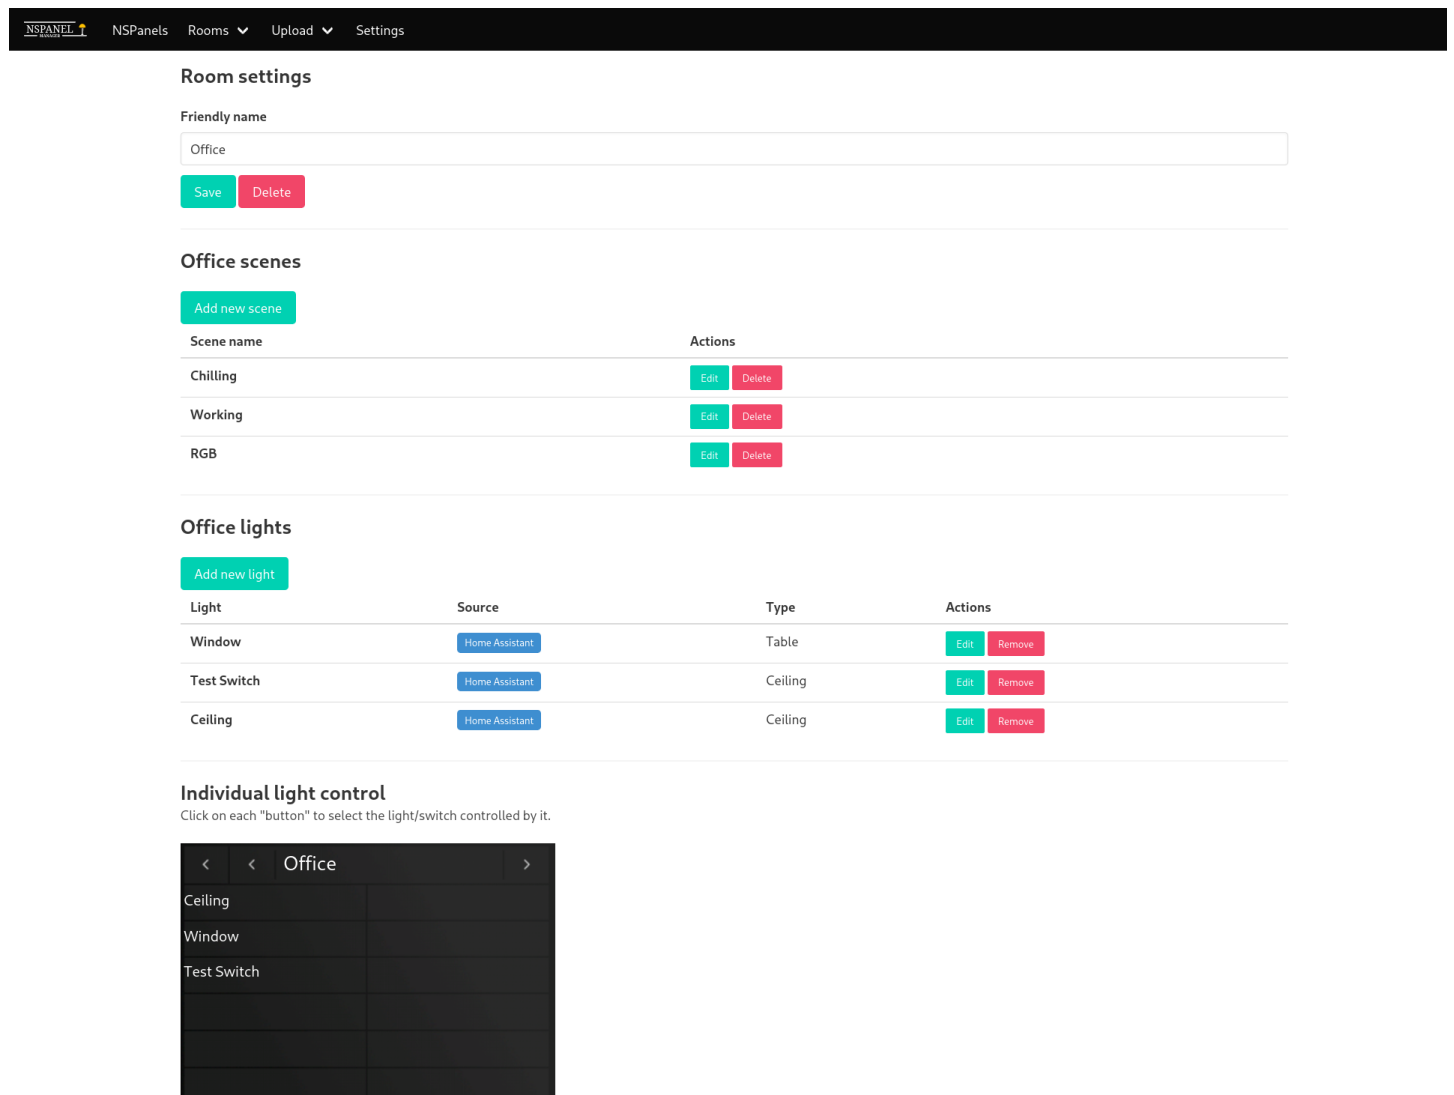 NSPANEL
MANAGER
NSPanels Rooms Upload Settings
Room settings
Friendly name
Office
Save Delete
Office scenes
Add new scene
Scene name Actions
Chilling Edit Delete
Working Edit Delete
RGB Edit Delete
Office lights
Add new light
Light Source Type Actions
Window Home Assistant Table Edit Remove
Test Switch Home Assistant Ceiling Edit Remove
Ceiling Home Assistant Ceiling Edit Remove
Individual light control
Click on each "button" to select the light/switch controlled by it.
Office
Ceiling
Window
Test Switch